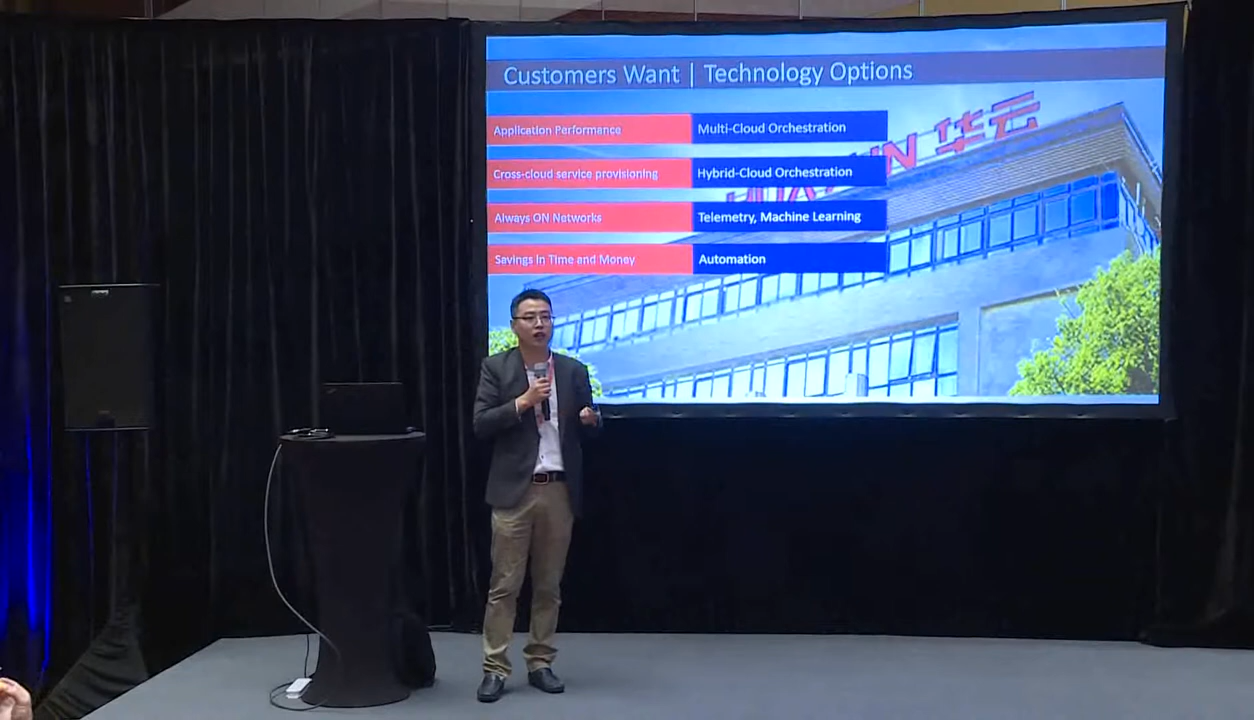 Customers Want | Technology Options
Application Performance
Multi-Cloud Orchestration
Cross-cloud service provisioning
Hybrid-Cloud Orchestration
Always ON Networks
Telemetry, Machine Learning
Savings in Time and Money
Automation
华云